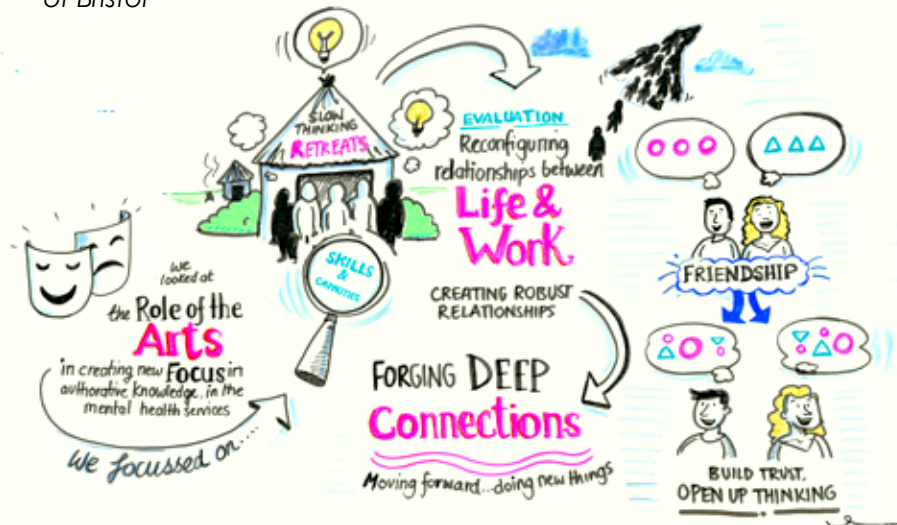 of Bristol
SLOW
THINKING
RETREATS
EVALUATION
Reconfiguring
relationships between
Life &
Work
CREATING ROBUST
RELATIONSHIPS
SKILLS
&
We
looked at
the Role of the
Arts
in creating new Focus in
authorative knowledge, in the
mental health services
We focussed on....
FORGING DEEP
Connections
Moving forward...doing new things
FRIENDSHIP
BUILD TRUST,
OPEN UP THINKING